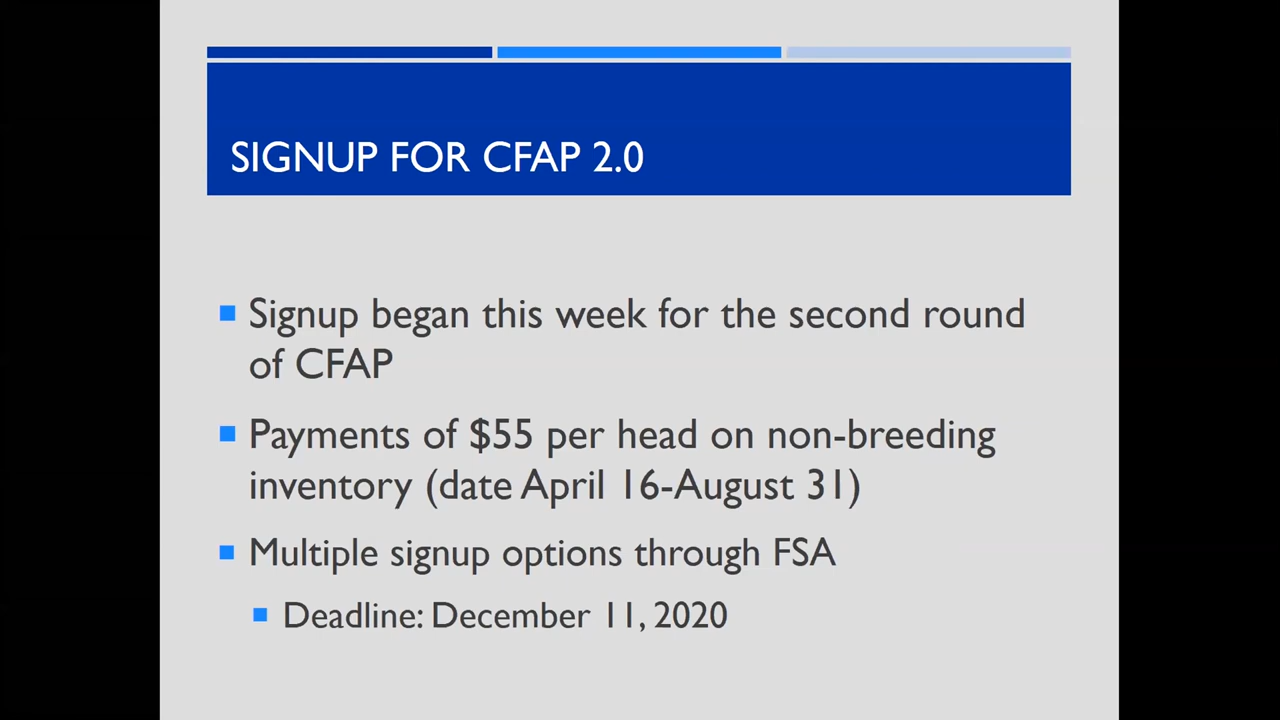 SIGNUP FOR CFAP 2.0
Signup began this week for the second round
of CFAP
Payments of $55 per head on non-breeding
inventory (date April 16-August 31)
Multiple signup options through FSA
Deadline: December 11, 2020